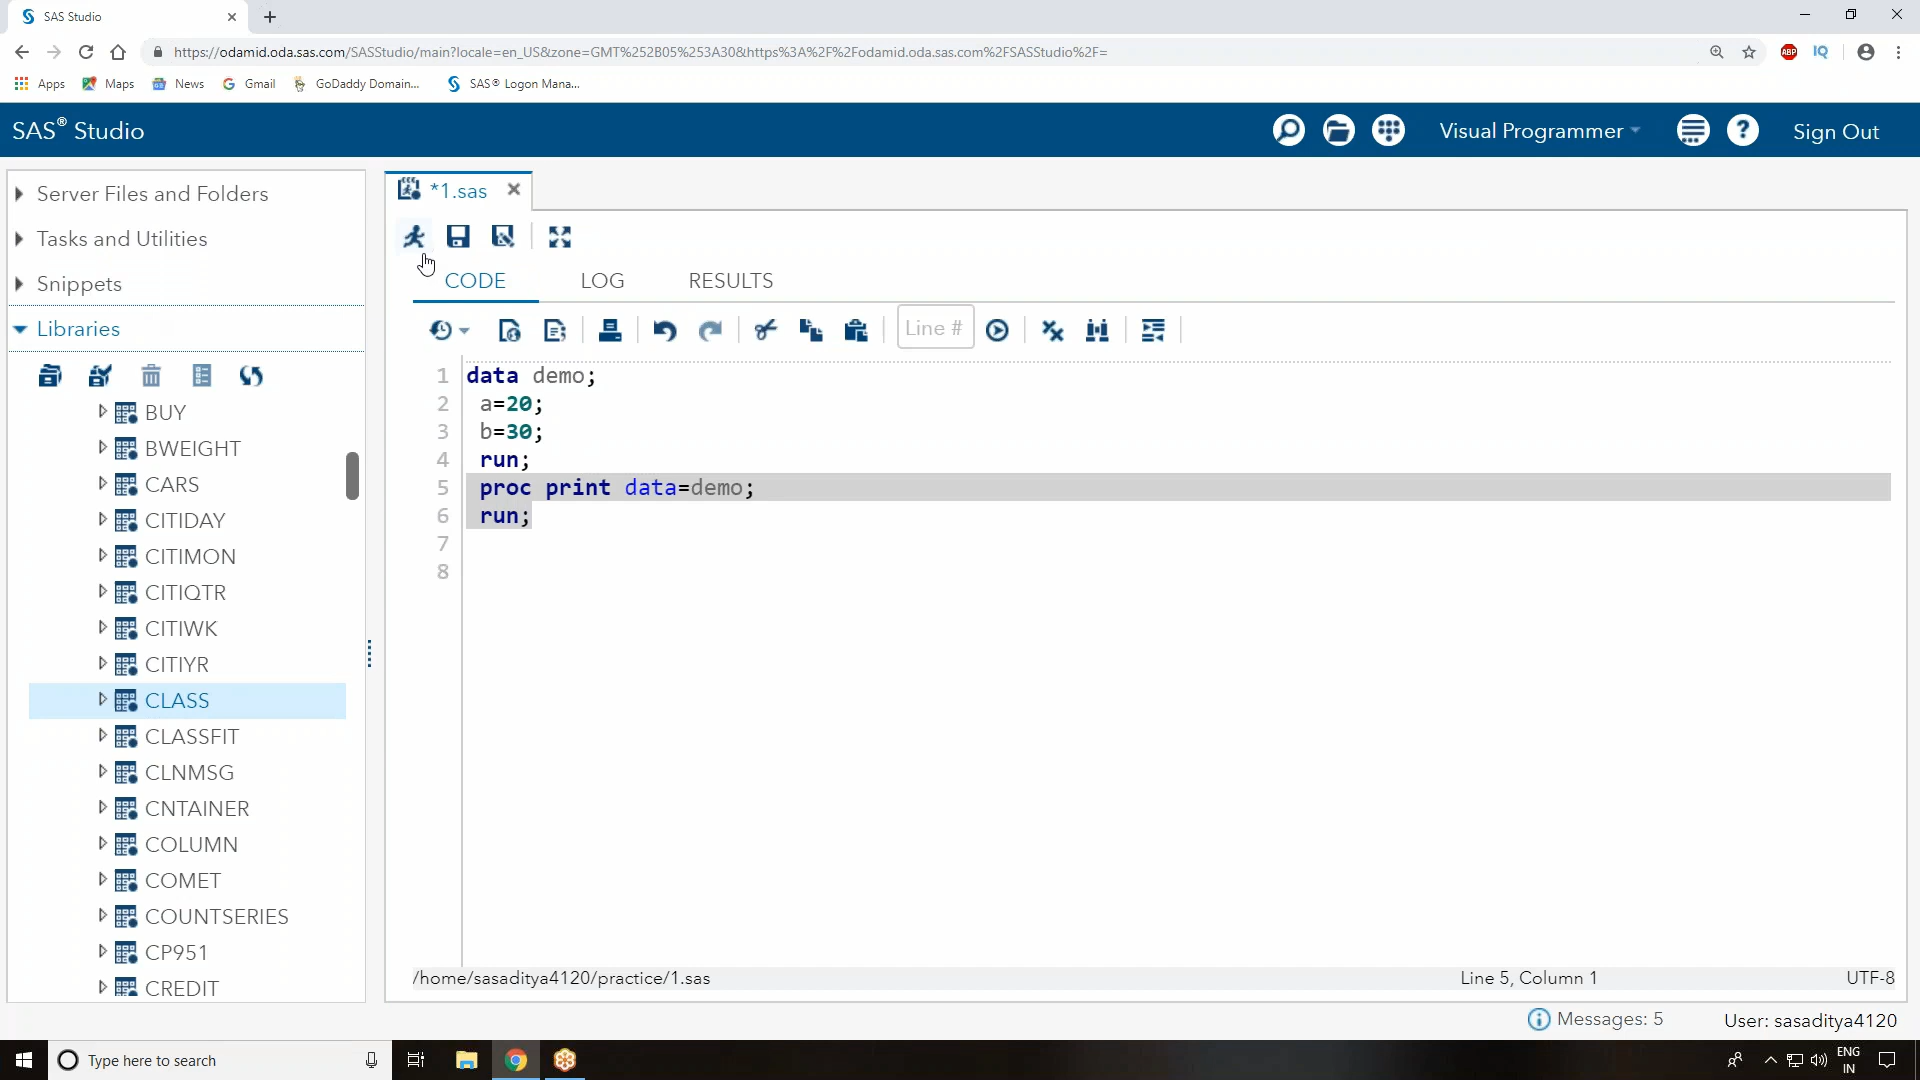 SAS Studio
https://odamid.oda.sas.com/SASStudio/main?locale=en_US&zone=GMT%252B05%253A30&https%3A%2F%2Fodamid.oda.sas.com%2FSASStudio%2F=
ABP
IQ
Apps
Maps
News
Gmail
GoDaddy Domain...
SAS® Logon Mana...
SAS® Studio
Visual Programmer
Sign Out
Server Files and Folders
Tasks and Utilities
Snippets
Libraries
BUY
BWEIGHT
CARS
CITIDAY
CITIMON
CITIQTR
CITIWK
CITIYR
CLASS
CLASSFIT
CLNMSG
CNTAINER
COLUMN
COMET
COUNTSERIES
CP951
CREDIT
*1.sas
CODE
LOG
RESULTS
Line #
1 data demo;
2 a=20;
3 b=30;
4 run;
5 proc print data=demo;
6 run;
7
8
/home/sasaditya4120/practice/1.sas
Line 5, Column 1
UTF-8
Messages: 5
User: sasaditya4120
Type here to search
ENG
IN